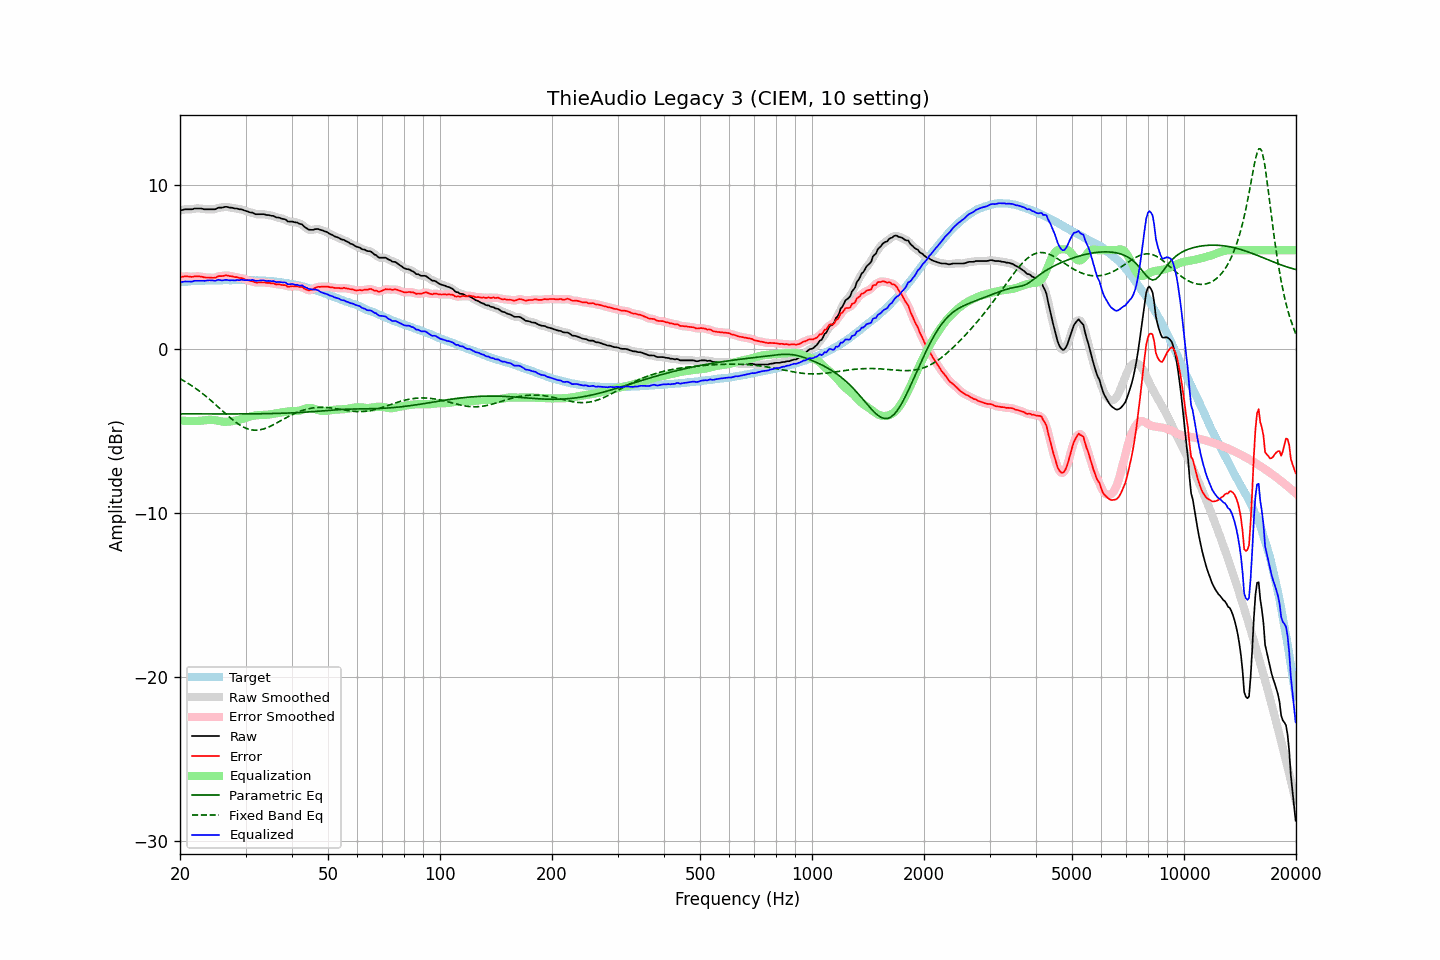 ThieAudio Legacy 3 (CIEM, 10 setting)
Amplitude (dBr)
10
0
−10
−20
−30
Target
Raw Smoothed
Error Smoothed
Raw
Error
Equalization
Parametric Eq
Fixed Band Eq
Equalized
20 50 100 200 500 1000 2000 5000 10000 20000
Frequency (Hz)